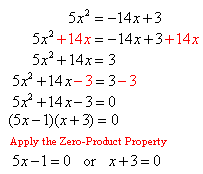 5x² = −14x+3
5x² +14x = −14x+3+14x
5x² +14x = 3
5x² +14x−3 = 3−3
5x² +14x−3 = 0
(5x−1)(x+3) = 0
Apply the Zero-Product Property
5x−1 = 0 or x+3 = 0